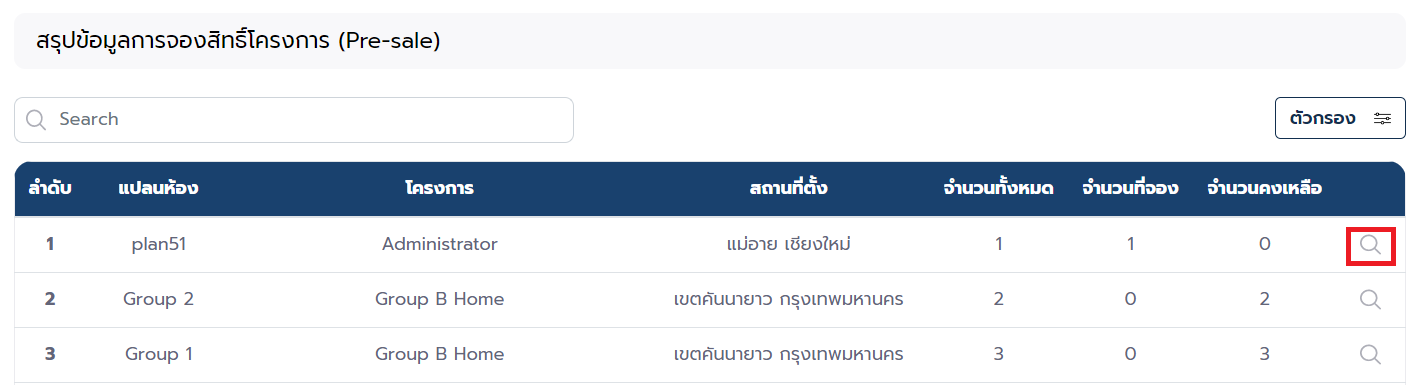 สรุปข้อมูลการจองสิทธิ์โครงการ (Pre-sale)
Search
ตัวกรอง
ลำดับ แปลนห้อง โครงการ สถานที่ตั้ง จำนวนทั้งหมด จำนวนที่จอง จำนวนคงเหลือ
1 plan51 Administrator แม่อาย เชียงใหม่ 1 1 0
2 Group 2 Group B Home เขตคันนายาว กรุงเทพมหานคร 2 0 2
3 Group 1 Group B Home เขตคันนายาว กรุงเทพมหานคร 3 0 3